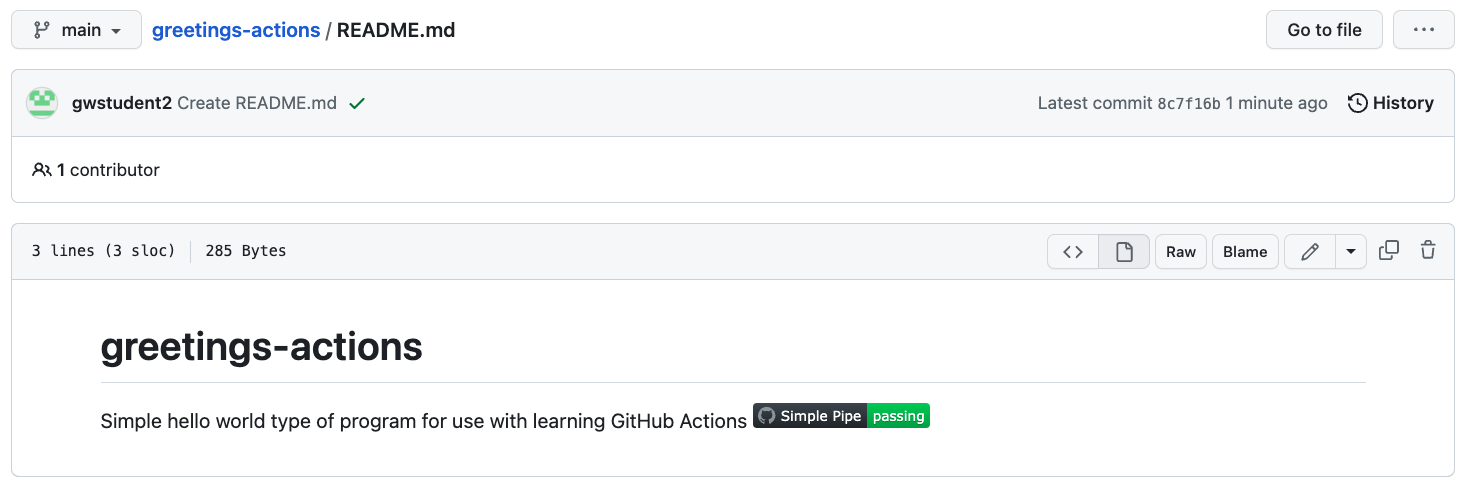 main greetings-actions / README.md Go to file ...
gwstudent2 Create README.md Latest commit 8c7f16b 1 minute ago History
1 contributor
3 lines (3 sloc) 285 Bytes <> Raw Blame
greetings-actions
Simple hello world type of program for use with learning GitHub Actions Simple Pipe passing